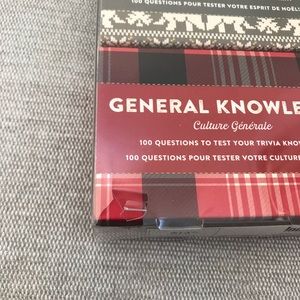 100 QUESTIONS POUR TESTER VOTRE ESPRIT DE NOËL
GENERAL KNOWLE
Culture Générale
100 QUESTIONS TO TEST YOUR TRIVIA KNOW
100 QUESTIONS POUR TESTER VOTRE CULTURE